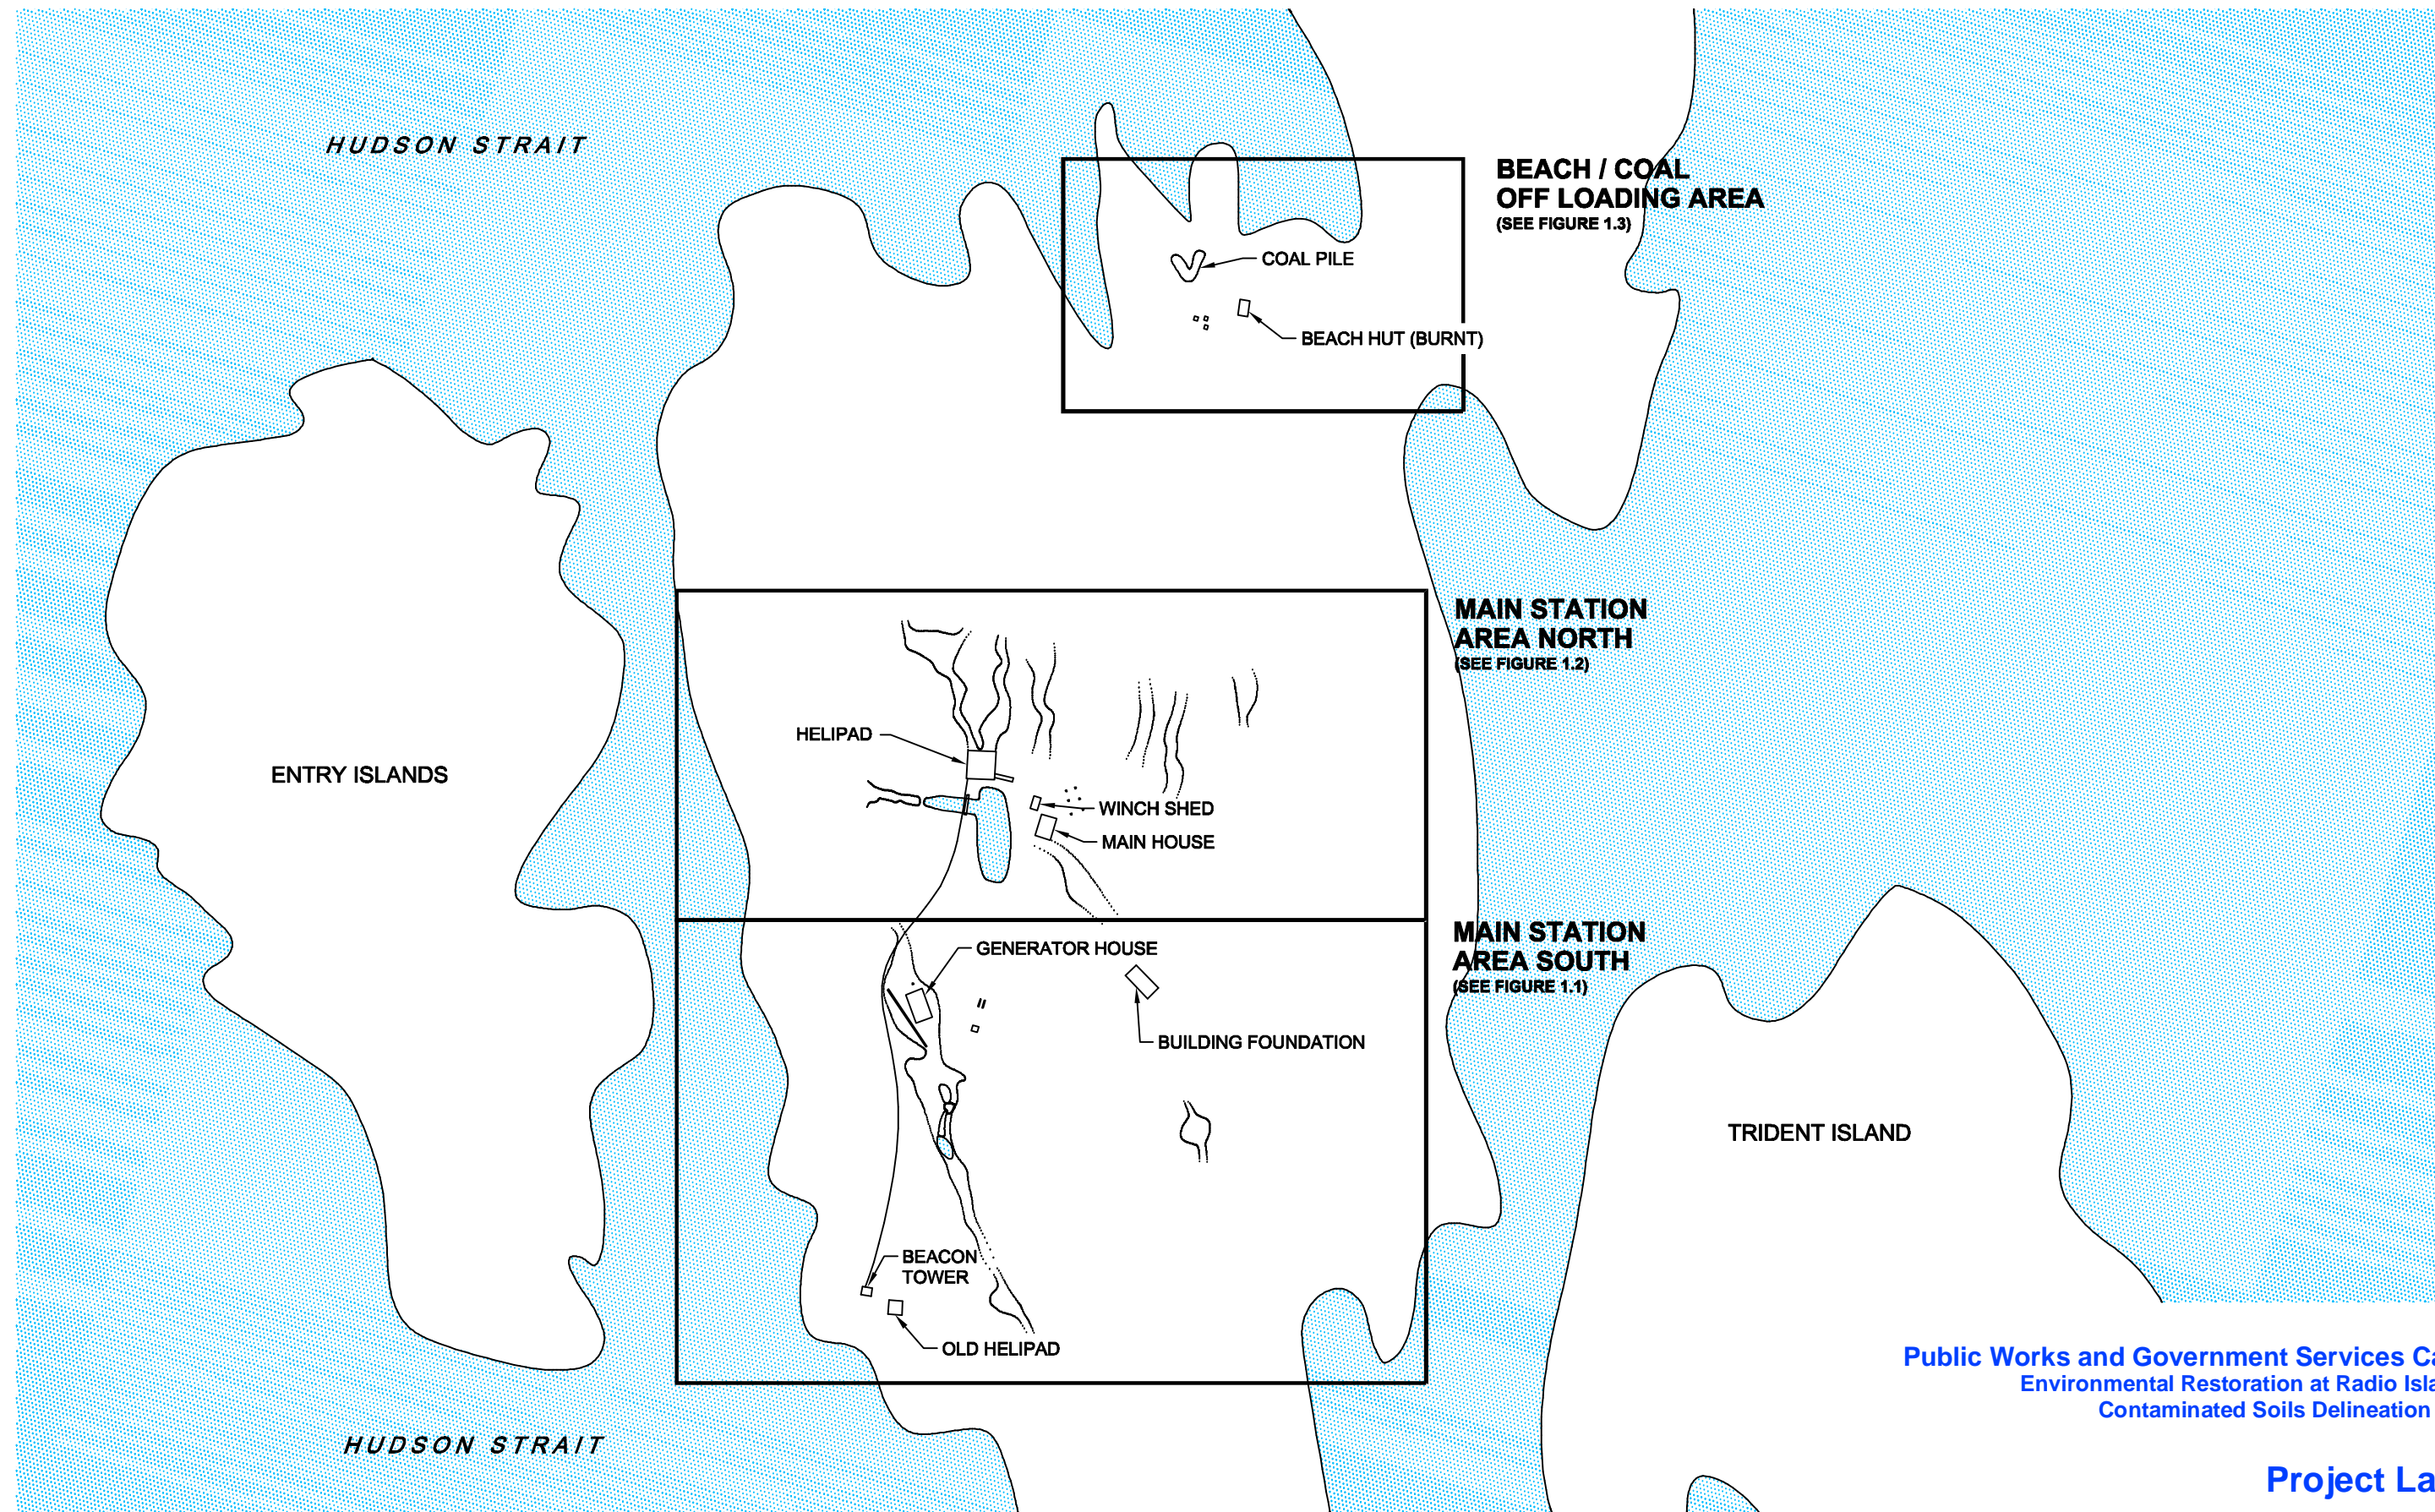 HUDSON STRAIT
BEACH / COAL
OFF LOADING AREA
(SEE FIGURE 1.3)
COAL PILE
BEACH HUT (BURNT)
MAIN STATION
AREA NORTH
(SEE FIGURE 1.2)
HELIPAD
ENTRY ISLANDS
WINCH SHED
MAIN HOUSE
MAIN STATION
AREA SOUTH
(SEE FIGURE 1.1)
GENERATOR HOUSE
BUILDING FOUNDATION
TRIDENT ISLAND
BEACON
TOWER
OLD HELIPAD
HUDSON STRAIT
Public Works and Government Services Ca
Environmental Restoration at Radio Isla
Contaminated Soils Delineation
Project La